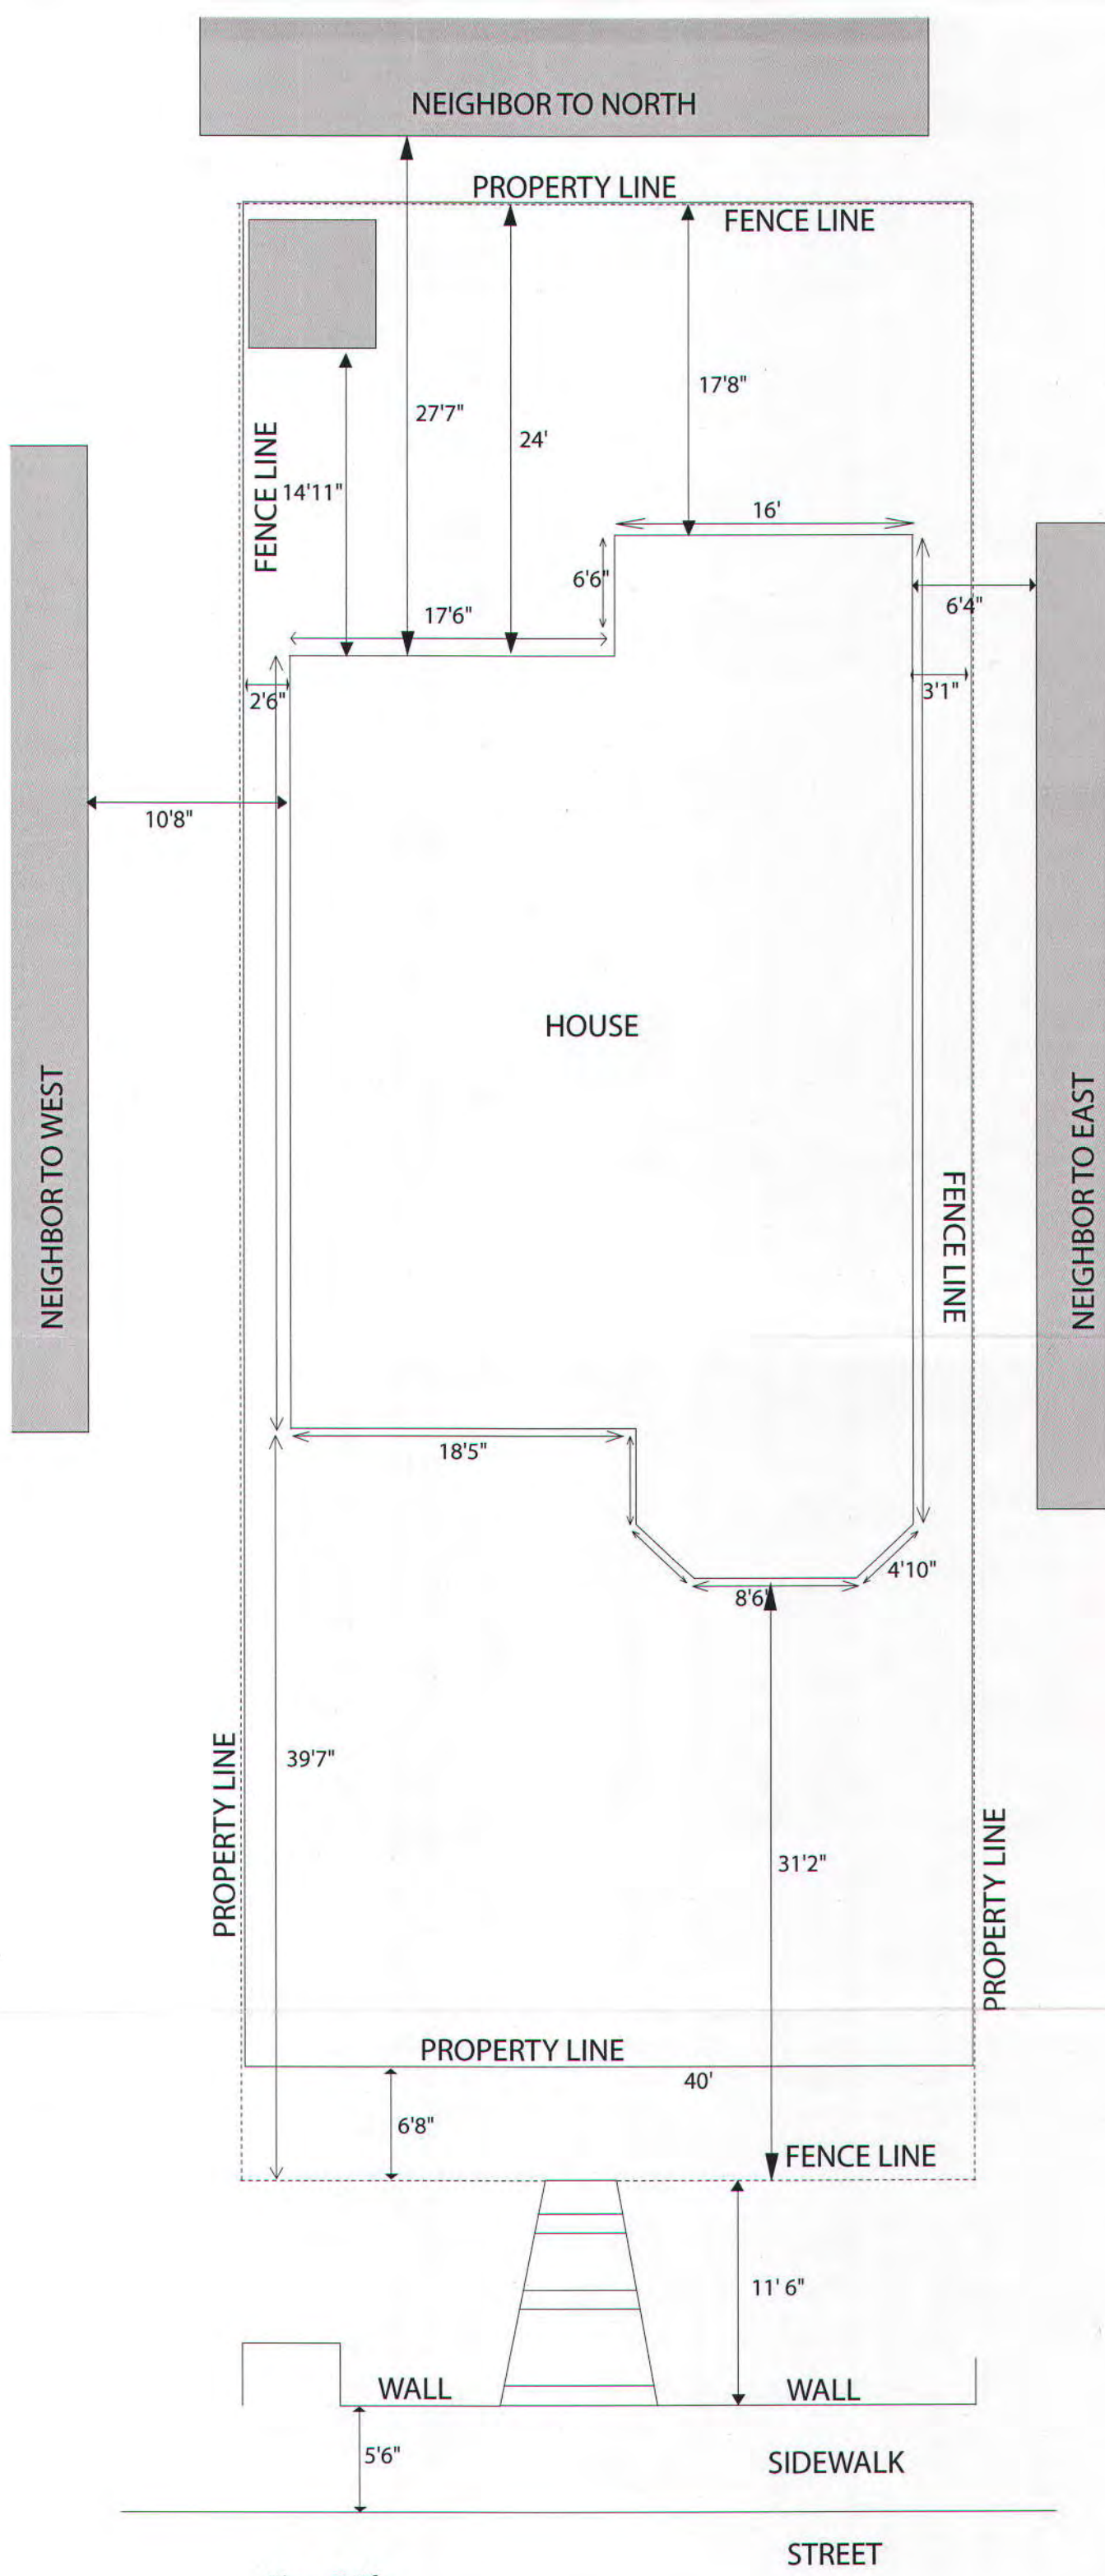 NEIGHBOR TO NORTH
PROPERTY LINE
FENCE LINE
17'8"
27'7"
24'
FENCE LINE
14'11"
16'
6'6"
6'4"
17'6"
3'1"
2'6"
10'8"
HOUSE
NEIGHBOR TO WEST
NEIGHBOR TO EAST
FENCE LINE
18'5"
4'10"
8'6"
39'7"
PROPERTY LINE
31'2"
PROPERTY LINE
PROPERTY LINE
40'
6'8"
FENCE LINE
11' 6"
WALL
WALL
5'6"
SIDEWALK
STREET